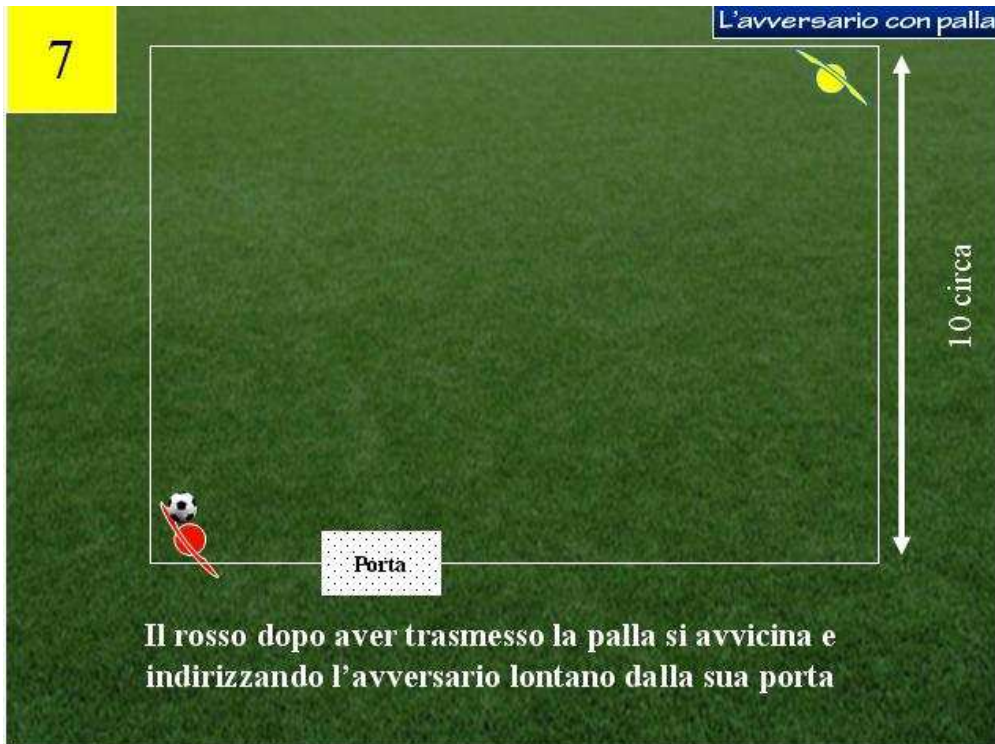 7
L'avversario con palla
10 circa
Porta
Il rosso dopo aver trasmesso la palla si avvicina e
indirizzando l'avversario lontano dalla sua porta